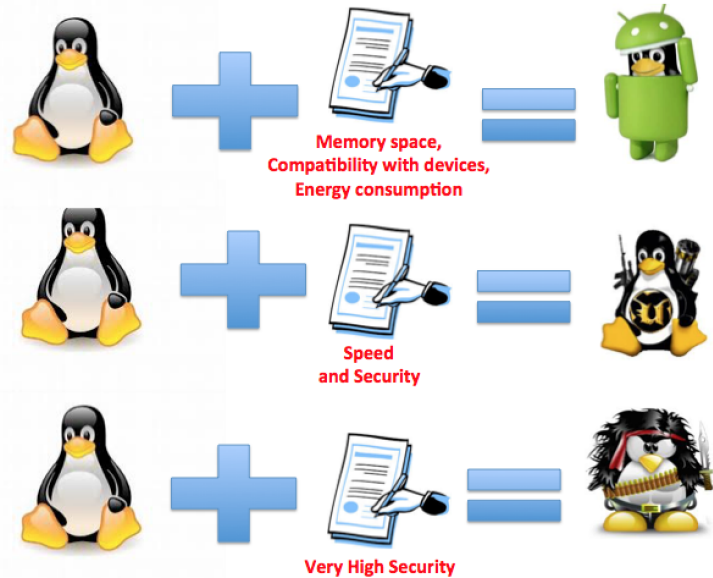 Memory space,
Compatibility with devices,
Energy consumption
Speed
and Security
Very High Security